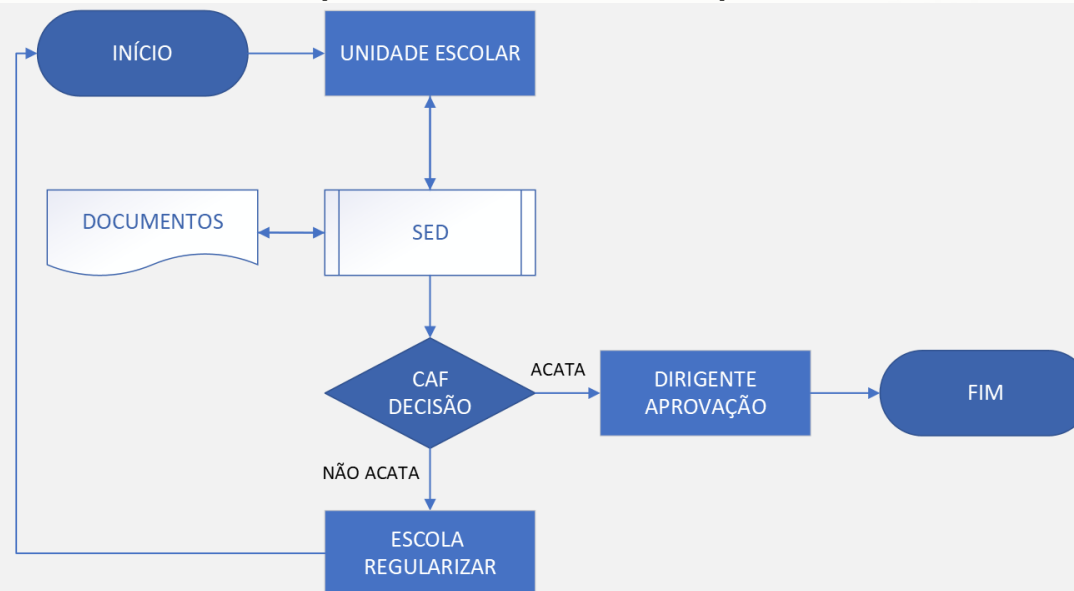 INÍCIO
UNIDADE ESCOLAR
DOCUMENTOS
SED
CAF
DECISÃO
ACATA
DIRIGENTE
APROVAÇÃO
FIM
NÃO ACATA
ESCOLA
REGULARIZAR